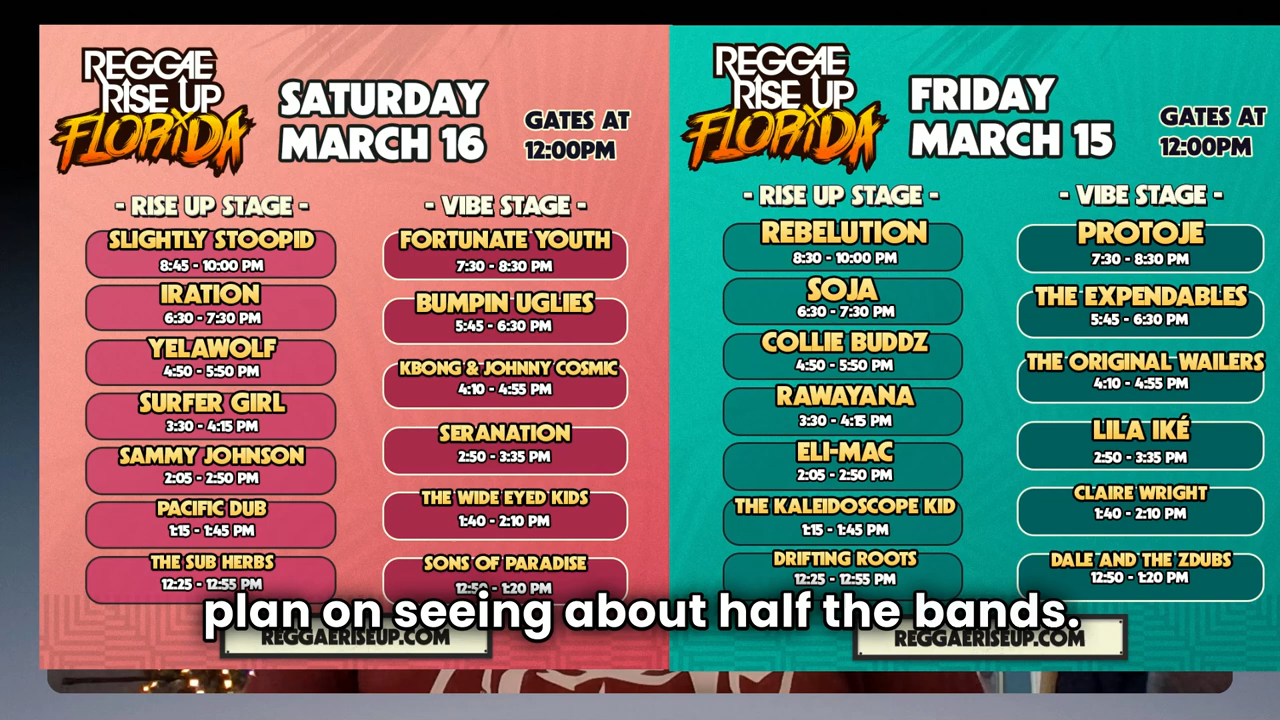 REGGAE
RISE UP
FLORIDA
SATURDAY
MARCH 16
GATES AT
12:00PM
- RISE UP STAGE -
SLIGHTLY STOOPID
8:45 - 10:00 PM
IRATION
6:30 - 7:30 PM
YELAWOLF
4:50 - 5:50 PM
SURFER GIRL
3:30 - 4:15 PM
SAMMY JOHNSON
2:05 - 2:50 PM
PACIFIC DUB
1:15 - 1:45 PM
THE SUB HERBS
12:25 - 12:55 PM
- VIBE STAGE -
FORTUNATE YOUTH
7:30 - 8:30 PM
BUMPIN UGLIES
5:45 - 6:30 PM
KBONG & JOHNNY COSMIC
4:10 - 4:55 PM
SERANATION
2:50 - 3:35 PM
THE WIDE EYED KIDS
1:40 - 2:10 PM
SONS OF PARADISE
12:50 - 1:20 PM
REGGAERISEUP.COM
REGGAE
RISE UP
FLORIDA
FRIDAY
MARCH 15
GATES AT
12:00PM
- RISE UP STAGE -
REBELUTION
8:30 - 10:00 PM
SOJA
6:30 - 7:30 PM
COLLIE BUDDZ
4:50 - 5:50 PM
RAWAYANA
3:30 - 4:15 PM
ELI-MAC
2:05 - 2:50 PM
THE KALEIDOSCOPE KID
1:15 - 1:45 PM
DRIFTING ROOTS
12:25 - 12:55 PM
- VIBE STAGE -
PROTOJE
7:30 - 8:30 PM
THE EXPENDABLES
5:45 - 6:30 PM
THE ORIGINAL WAILERS
4:10 - 4:55 PM
LILA IKÉ
2:50 - 3:35 PM
CLAIRE WRIGHT
1:40 - 2:10 PM
DALE AND THE ZDUBS
12:50 - 1:20 PM
REGGAERISEUP.COM
plan on seeing about half the bands.